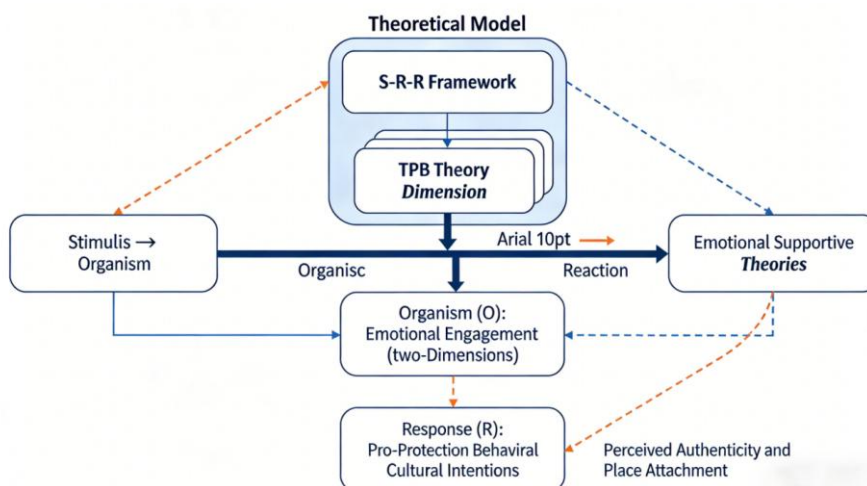 Theoretical Model
S-R-R Framework
TPB Theory
Dimension
Stimulis →
Organism
Arial 10pt →
Organisc
Reaction
Emotional Supportive
Theories
Organism (O):
Emotional Engagement
(two-Dimensions)
Response (R):
Pro-Protection Behaviral
Cultural Intentions
Perceived Authenticity and
Place Attachment